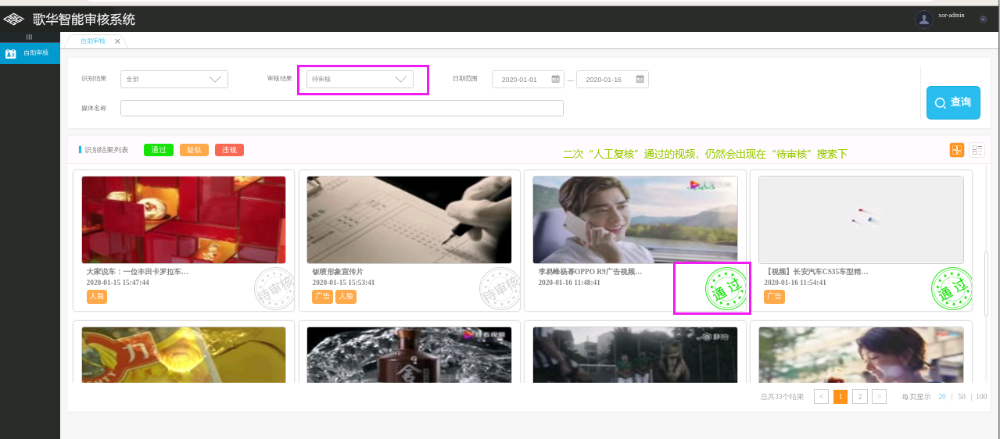 歌华智能审核系统
xor-admin
自助审核
自助审核
识别结果 全部 审核结果 待审核 日期范围 2020-01-01 — 2020-01-16
媒体名称
查询
识别结果列表 通过 疑似 违规
二次“人工复核”通过的视频，仍然会出现在“待审核”搜索下
大家说车：一位丰田卡罗拉车…
2020-01-15 15:47:44
人脸
待审核
钣喷形象宣传片
2020-01-15 15:53:41
广告 人脸
待审核
李易峰杨幂OPPO R9广告视频…
2020-01-16 11:48:41
通过
【视频】长安汽车CS35车型精…
2020-01-16 11:54:41
广告
通过
好看视频
秒拍
总共33个结果 < 1 2 > 每页显示 20 | 50 | 100